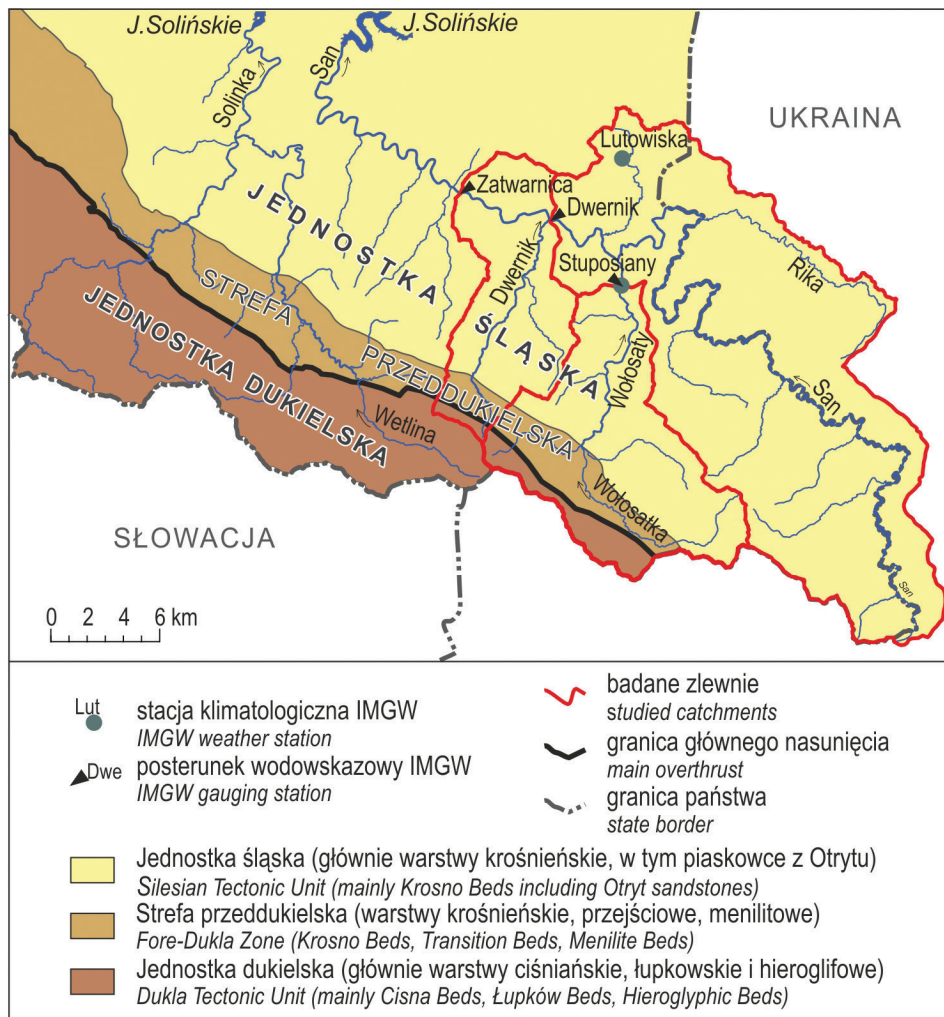 J.Solińskie
J.Solińskie
San
Solinka
UKRAINA
Lutowiska
Zatwarnica
Dwernik
JEDNOSTKA
Dwernik
Stuposiany
Rika
STREFA
ŚLĄSKA
Wołosaty
JEDNOSTKA DUKIELSKA
PRZEDDUKIELSKA
San
Wetlina
Wołosatka
SŁOWACJA
San
0 2 4 6 km
Lut stacja klimatologiczna IMGW
IMGW weather station
Dwe posterunek wodowskazowy IMGW
IMGW gauging station
badane zlewnie
studied catchments
granica głównego nasunięcia
main overthrust
granica państwa
state border
Jednostka śląska (głównie warstwy krośnieńskie, w tym piaskowce z Otrytu)
Silesian Tectonic Unit (mainly Krosno Beds including Otryt sandstones)
Strefa przeddukielska (warstwy krośnieńskie, przejściowe, menilitowe)
Fore-Dukla Zone (Krosno Beds, Transition Beds, Menilite Beds)
Jednostka dukielska (głównie warstwy ciśniańskie, łupkowskie i hieroglifowe)
Dukla Tectonic Unit (mainly Cisna Beds, Łupków Beds, Hieroglyphic Beds)